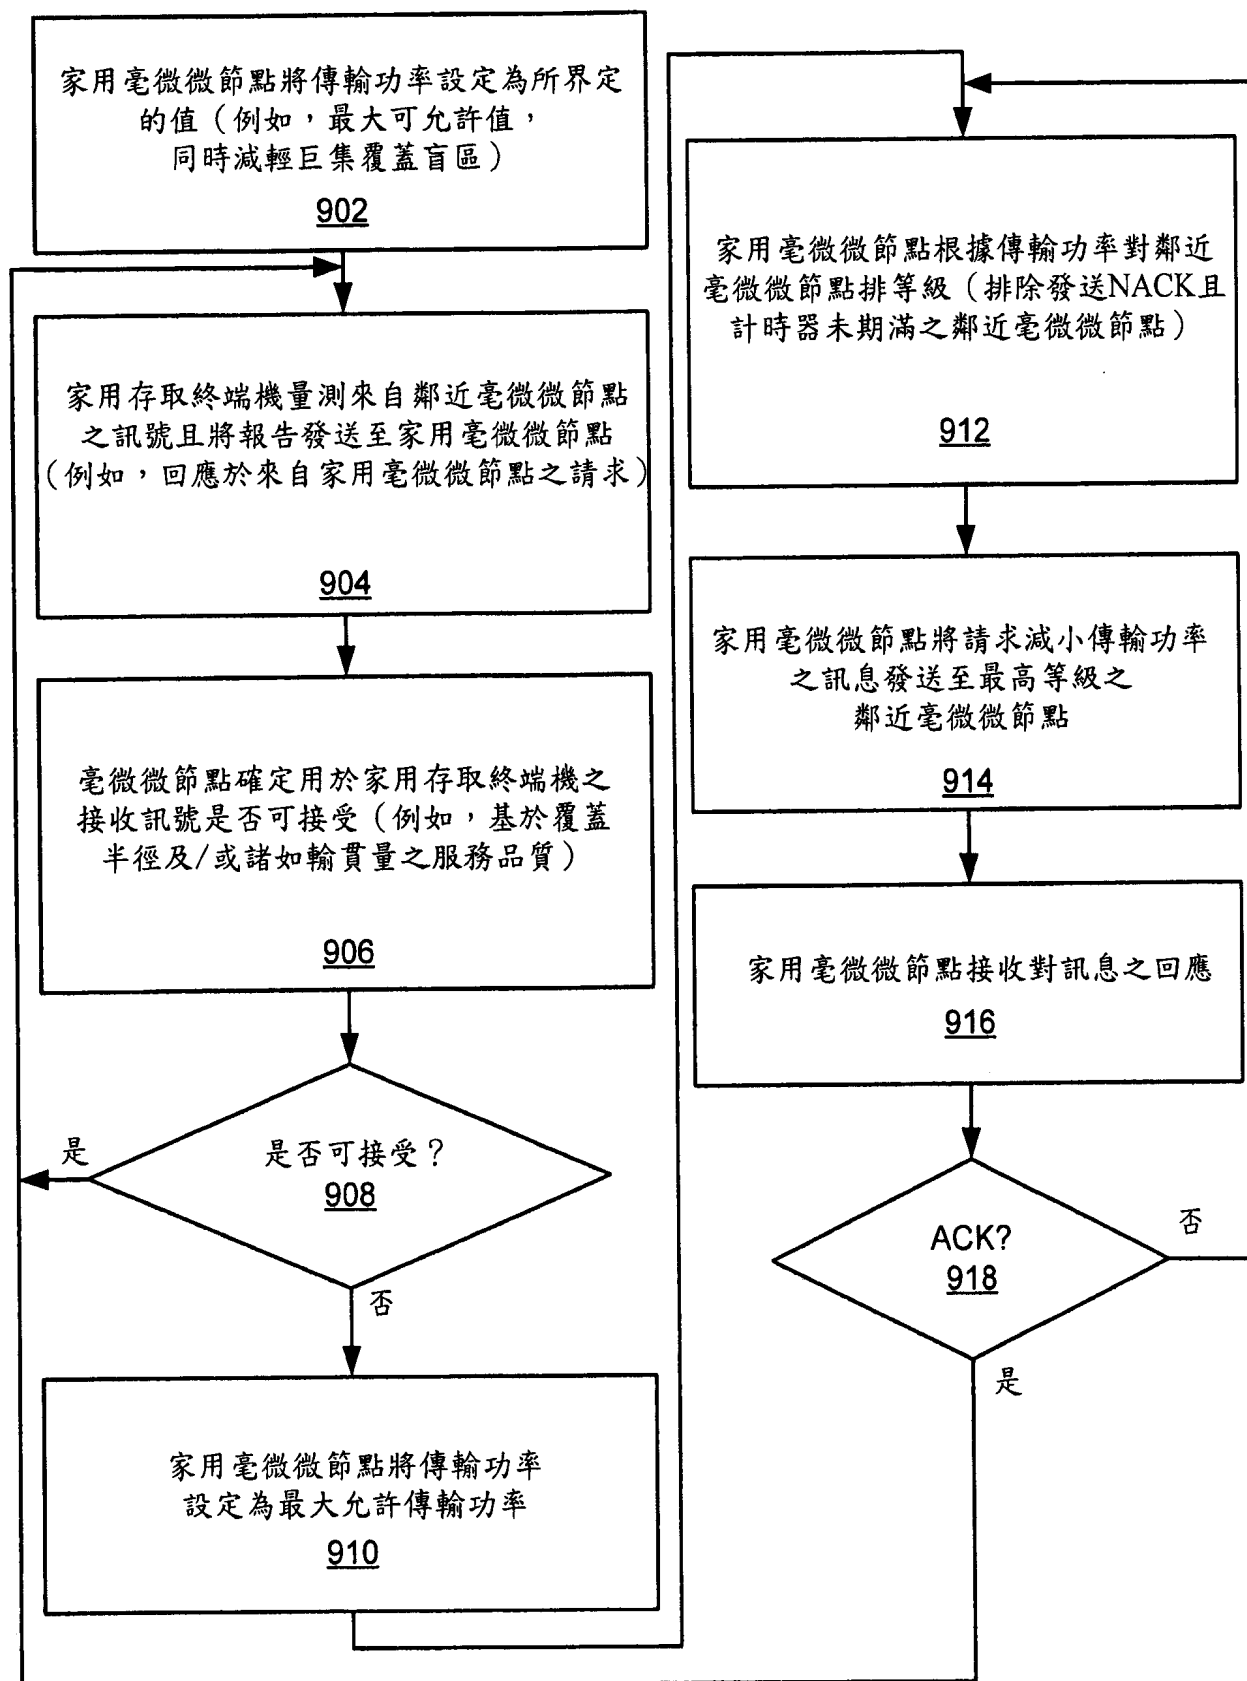 家用毫微微節點將傳輸功率設定為所界定
的值（例如，最大可允許值，
同時減輕巨集覆蓋盲區）
902
家用存取終端機量測來自鄰近毫微微節點
之訊號且將報告發送至家用毫微微節點
（例如，回應於來自家用毫微微節點之請求）
904
毫微微節點確定用於家用存取終端機之
接收訊號是否可接受（例如，基於覆蓋
半徑及/或諸如輸貫量之服務品質）
906
是
是否可接受？
908
否
家用毫微微節點將傳輸功率
設定為最大允許傳輸功率
910
家用毫微微節點根據傳輸功率對鄰近
毫微微節點排等級（排除發送NACK且
計時器未期滿之鄰近毫微微節點）
912
家用毫微微節點將請求減小傳輸功率
之訊息發送至最高等級之
鄰近毫微微節點
914
家用毫微微節點接收對訊息之回應
916
否
ACK?
918
是